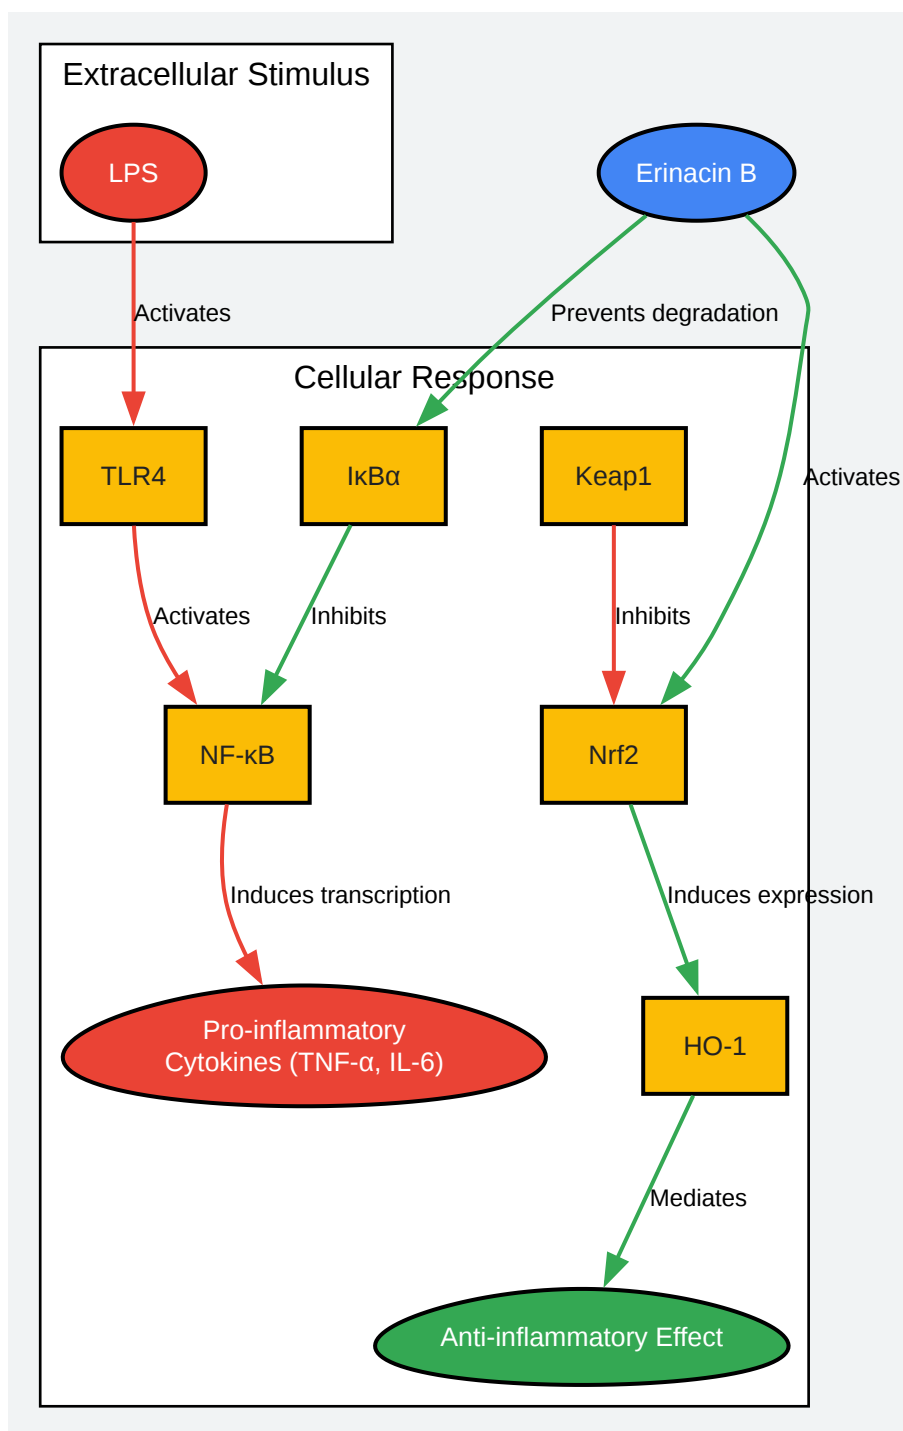 Extracellular Stimulus
LPS
Erinacin B
Activates
Prevents degradation
Cellular Response
TLR4
IκBα
Keap1
Activates
Activates
Inhibits
Inhibits
NF-κB
Nrf2
Induces transcription
Induces expression
Pro-inflammatory
Cytokines (TNF-α, IL-6)
HO-1
Mediates
Anti-inflammatory Effect